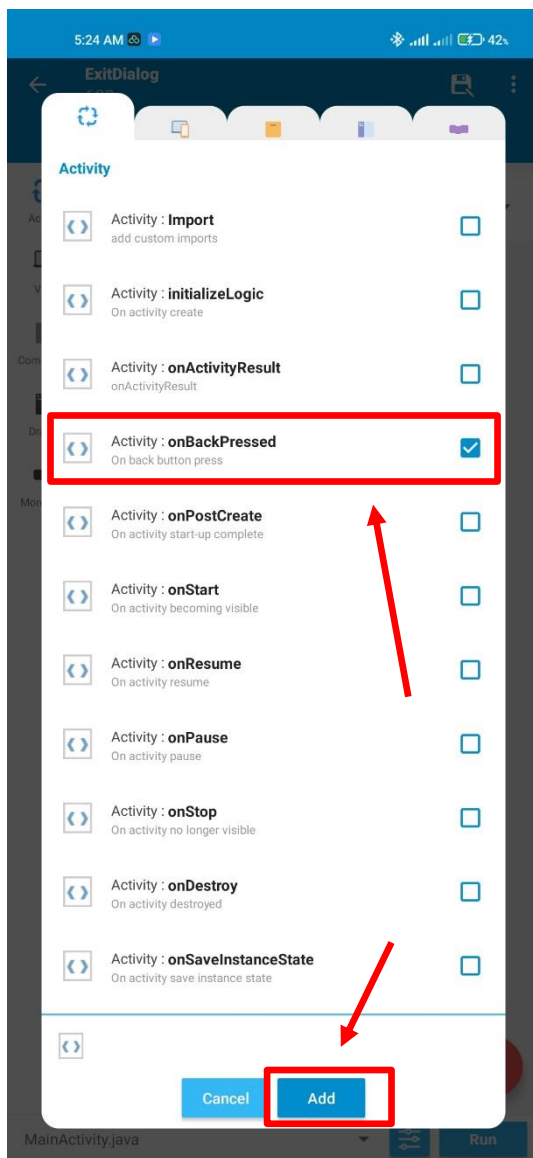 5:24 AM
42%
ExitDialog
Activity
Activity : Import
add custom imports
Activity : initializeLogic
On activity create
Activity : onActivityResult
onActivityResult
Activity : onBackPressed
On back button press
Activity : onPostCreate
On activity start-up complete
Activity : onStart
On activity becoming visible
Activity : onResume
On activity resume
Activity : onPause
On activity pause
Activity : onStop
On activity no longer visible
Activity : onDestroy
On activity destroyed
Activity : onSaveInstanceState
On activity save instance state
Cancel
Add
MainActivity.java
Run